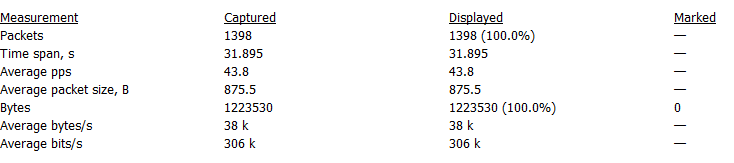 Measurement Captured Displayed Marked
Packets 1398 1398 (100.0%) —
Time span, s 31.895 31.895 —
Average pps 43.8 43.8 —
Average packet size, B 875.5 875.5 —
Bytes 1223530 1223530 (100.0%) 0
Average bytes/s 38 k 38 k —
Average bits/s 306 k 306 k —